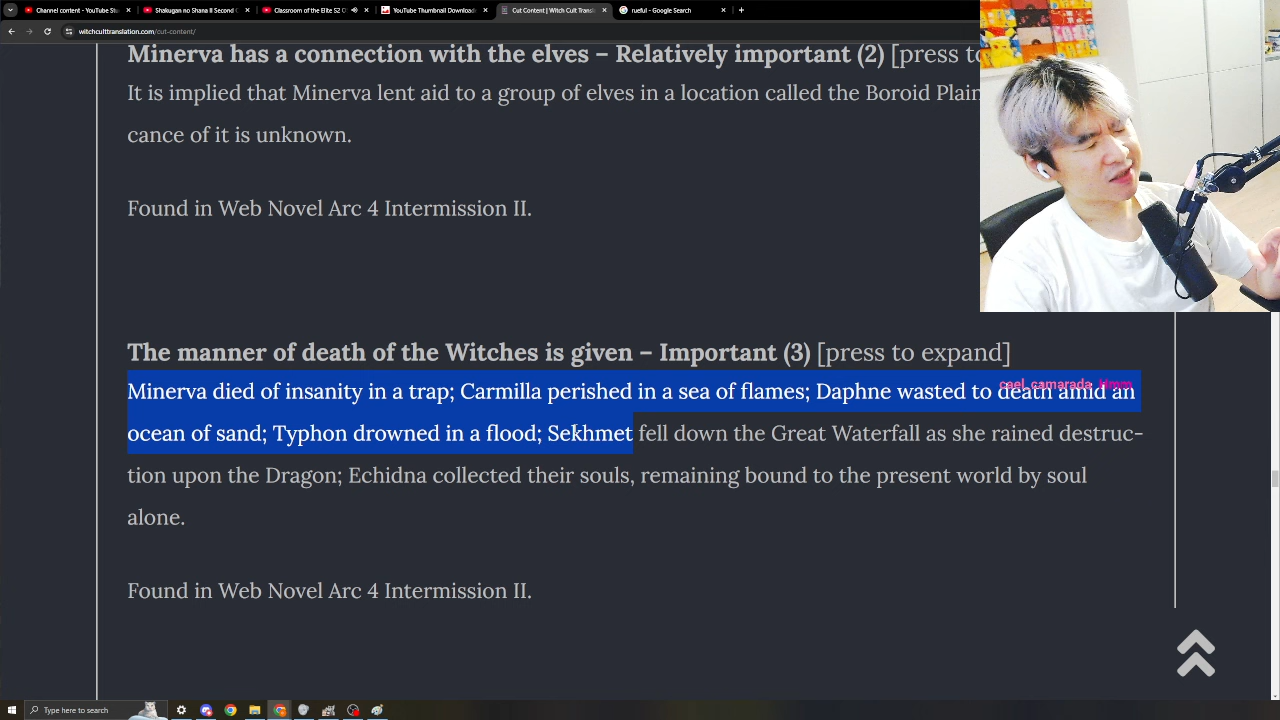 Channel content - YouTube Stu
Shakugan no Shana II Second
Classroom of the Elite S2 O
YouTube Thumbnail Download
Cut Content | Witch Cult Transl
rueful - Google Search
witchculttranslation.com/cut-content/
Minerva has a connection with the elves – Relatively important (2) [press to
It is implied that Minerva lent aid to a group of elves in a location called the Boroid Plain
cance of it is unknown.
Found in Web Novel Arc 4 Intermission II.
The manner of death of the Witches is given – Important (3) [press to expand]
cael_camarada Hmm
Minerva died of insanity in a trap; Carmilla perished in a sea of flames; Daphne wasted to death amid an
ocean of sand; Typhon drowned in a flood; Sekhmet fell down the Great Waterfall as she rained destruc-
tion upon the Dragon; Echidna collected their souls, remaining bound to the present world by soul
alone.
Found in Web Novel Arc 4 Intermission II.
Type here to search